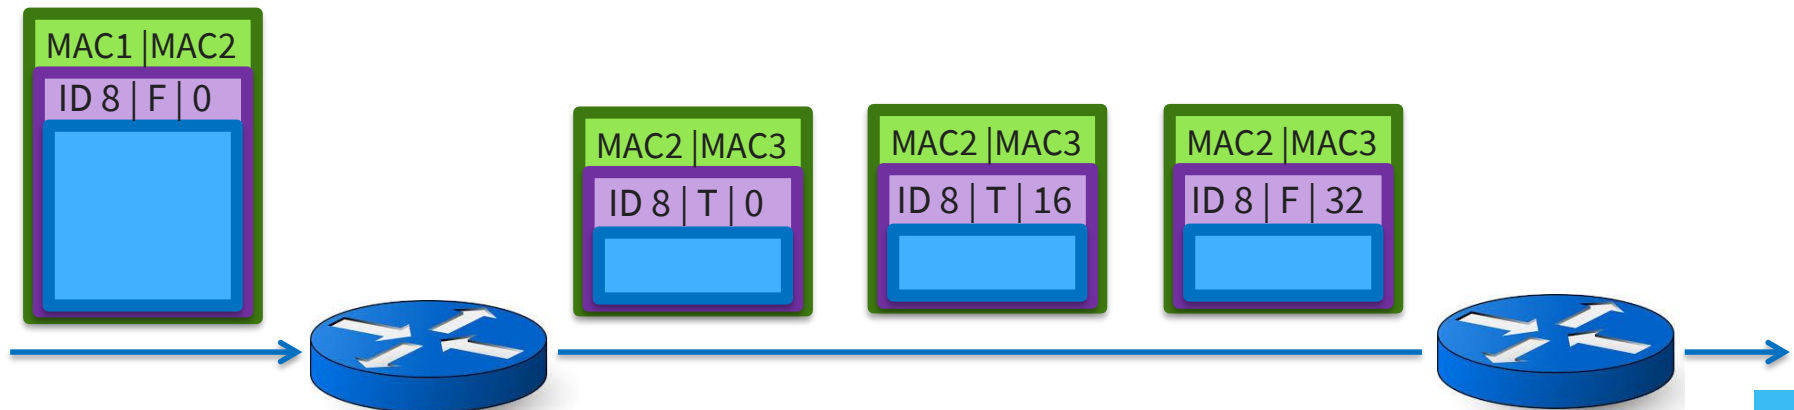 MAC1 |MAC2
ID 8 | F | 0
MAC2 |MAC3
ID 8 | T | 0
MAC2 |MAC3
ID 8 | T | 16
MAC2 |MAC3
ID 8 | F | 32